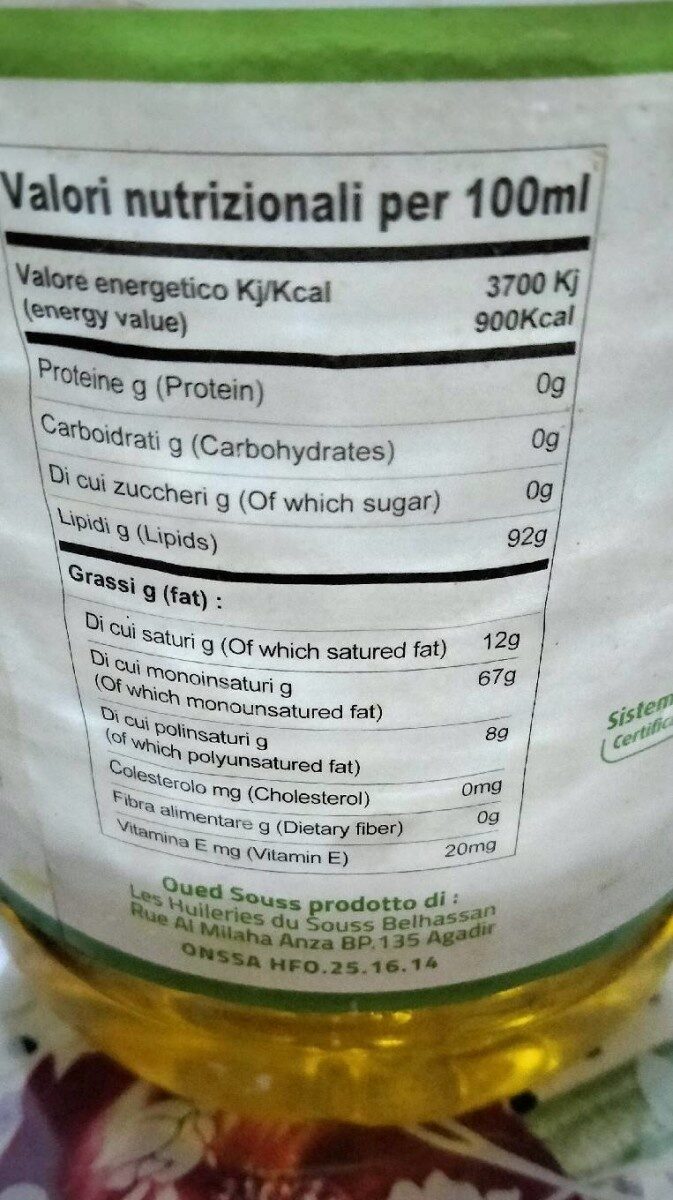 Valori nutrizionali per 100ml
Valore energetico Kj/Kcal 3700 Kj
(energy value) 900Kcal
Proteine g (Protein) 0g
Carboidrati g (Carbohydrates) 0g
Di cui zuccheri g (Of which sugar) 0g
Lipidi g (Lipids) 92g
Grassi g (fat) :
Di cui saturi g (Of which satured fat) 12g
Di cui monoinsaturi g 67g
(Of which monounsatured fat)
Di cui polinsaturi g 8g
(of which polyunsatured fat)
Colesterolo mg (Cholesterol) 0mg
Fibra alimentare g (Dietary fiber) 0g
Vitamina E mg (Vitamin E) 20mg
Oued Souss prodotto di :
Les Huileries du Souss Belhassan
Rue Al Milaha Anza BP.135 Agadir
ONSSA HFO.25.16.14